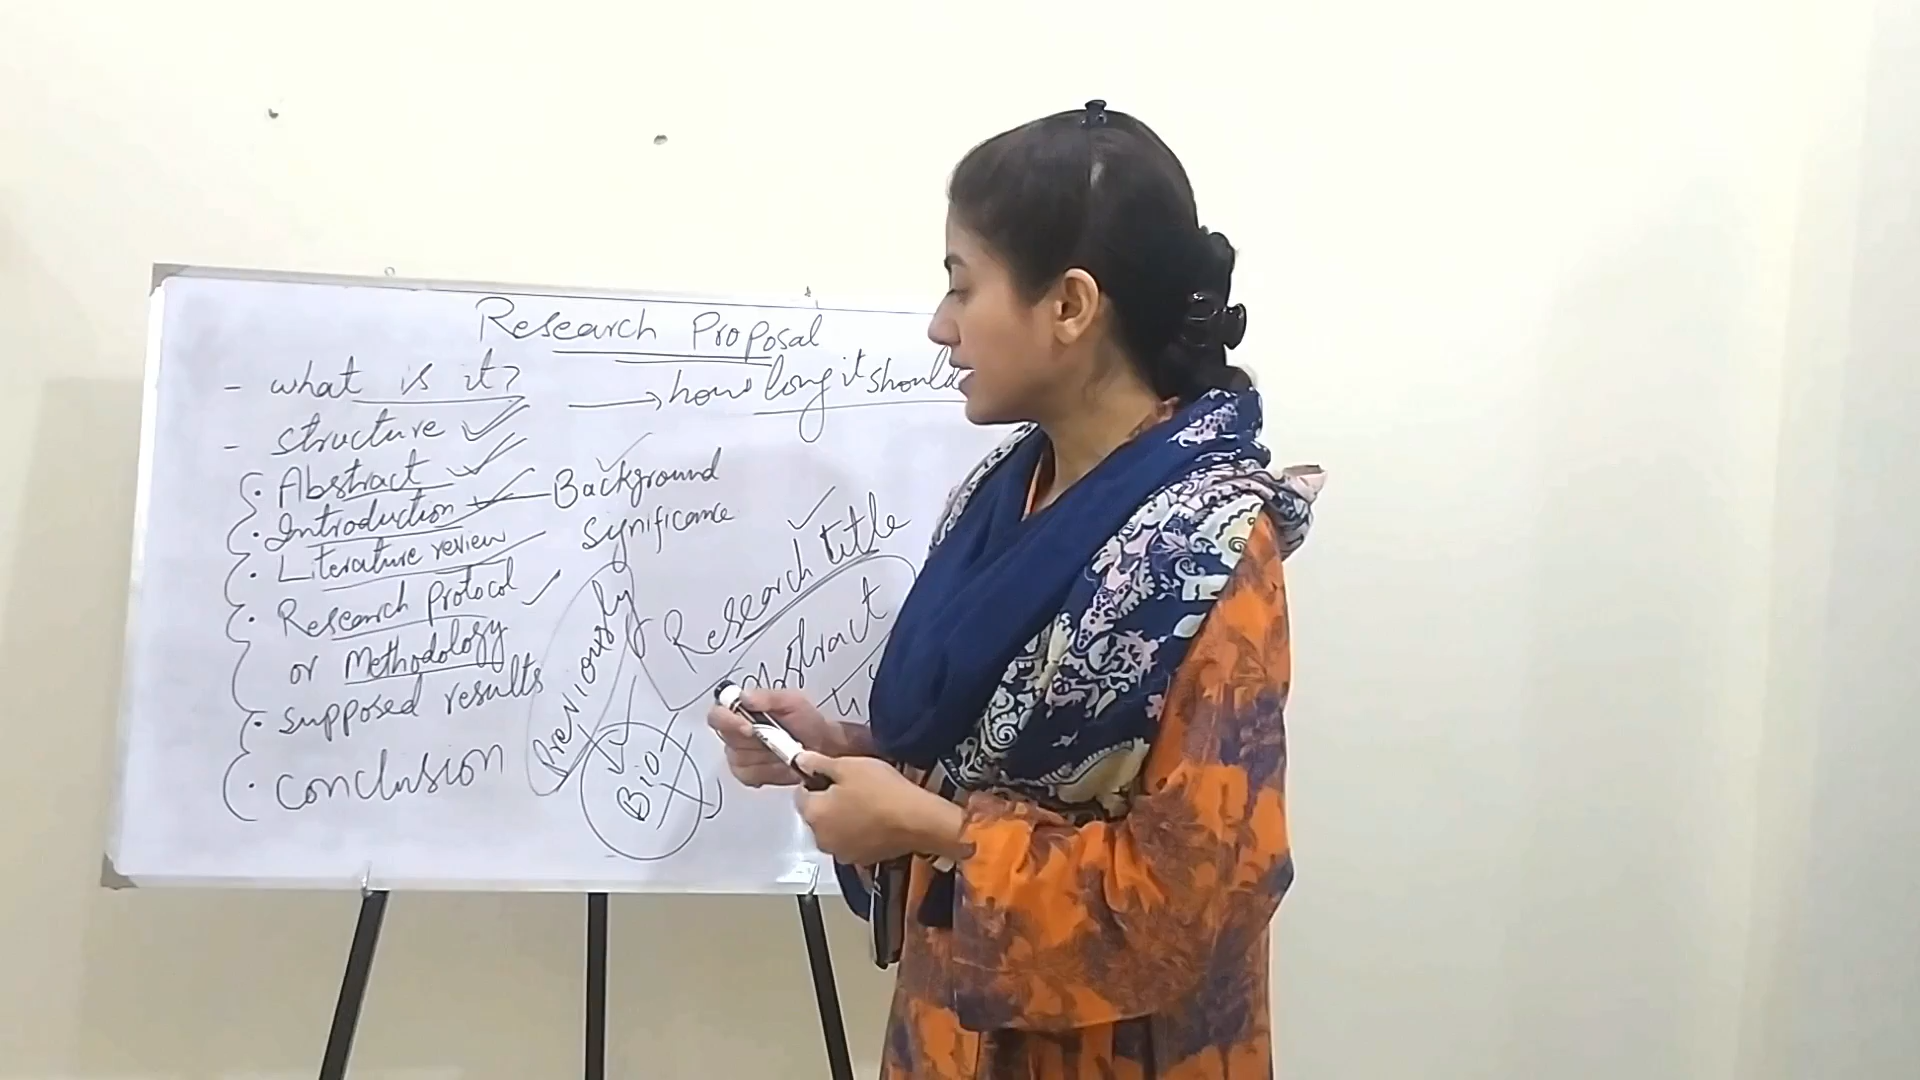 Research Proposal
- what is it?
→ how long it should
- structure ✓
· Abstract ✓
· Introduction ✓ — Background
significance
· Literature review
· Research protocol ✓
or Methodology
· supposed results
· conclusion
Previously
Research title
abstract
Bio